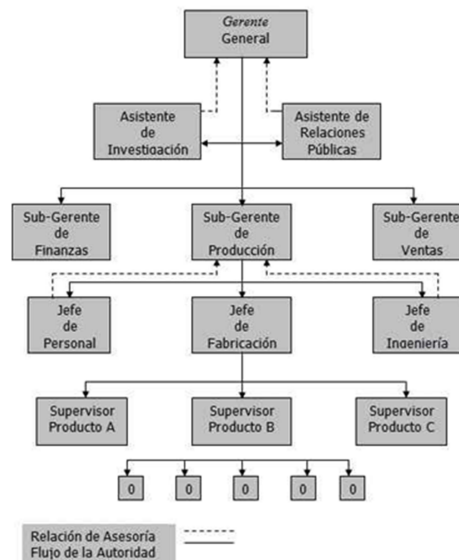 Gerente
General
Asistente
de
Investigación
Asistente de
Relaciones
Públicas
Sub-Gerente
de
Finanzas
Sub-Gerente
de
Producción
Sub-Gerente
de
Ventas
Jefe
de
Personal
Jefe
de
Fabricación
Jefe
de
Ingeniería
Supervisor
Producto A
Supervisor
Producto B
Supervisor
Producto C
0 0 0 0 0
Relación de Asesoría
Flujo de la Autoridad